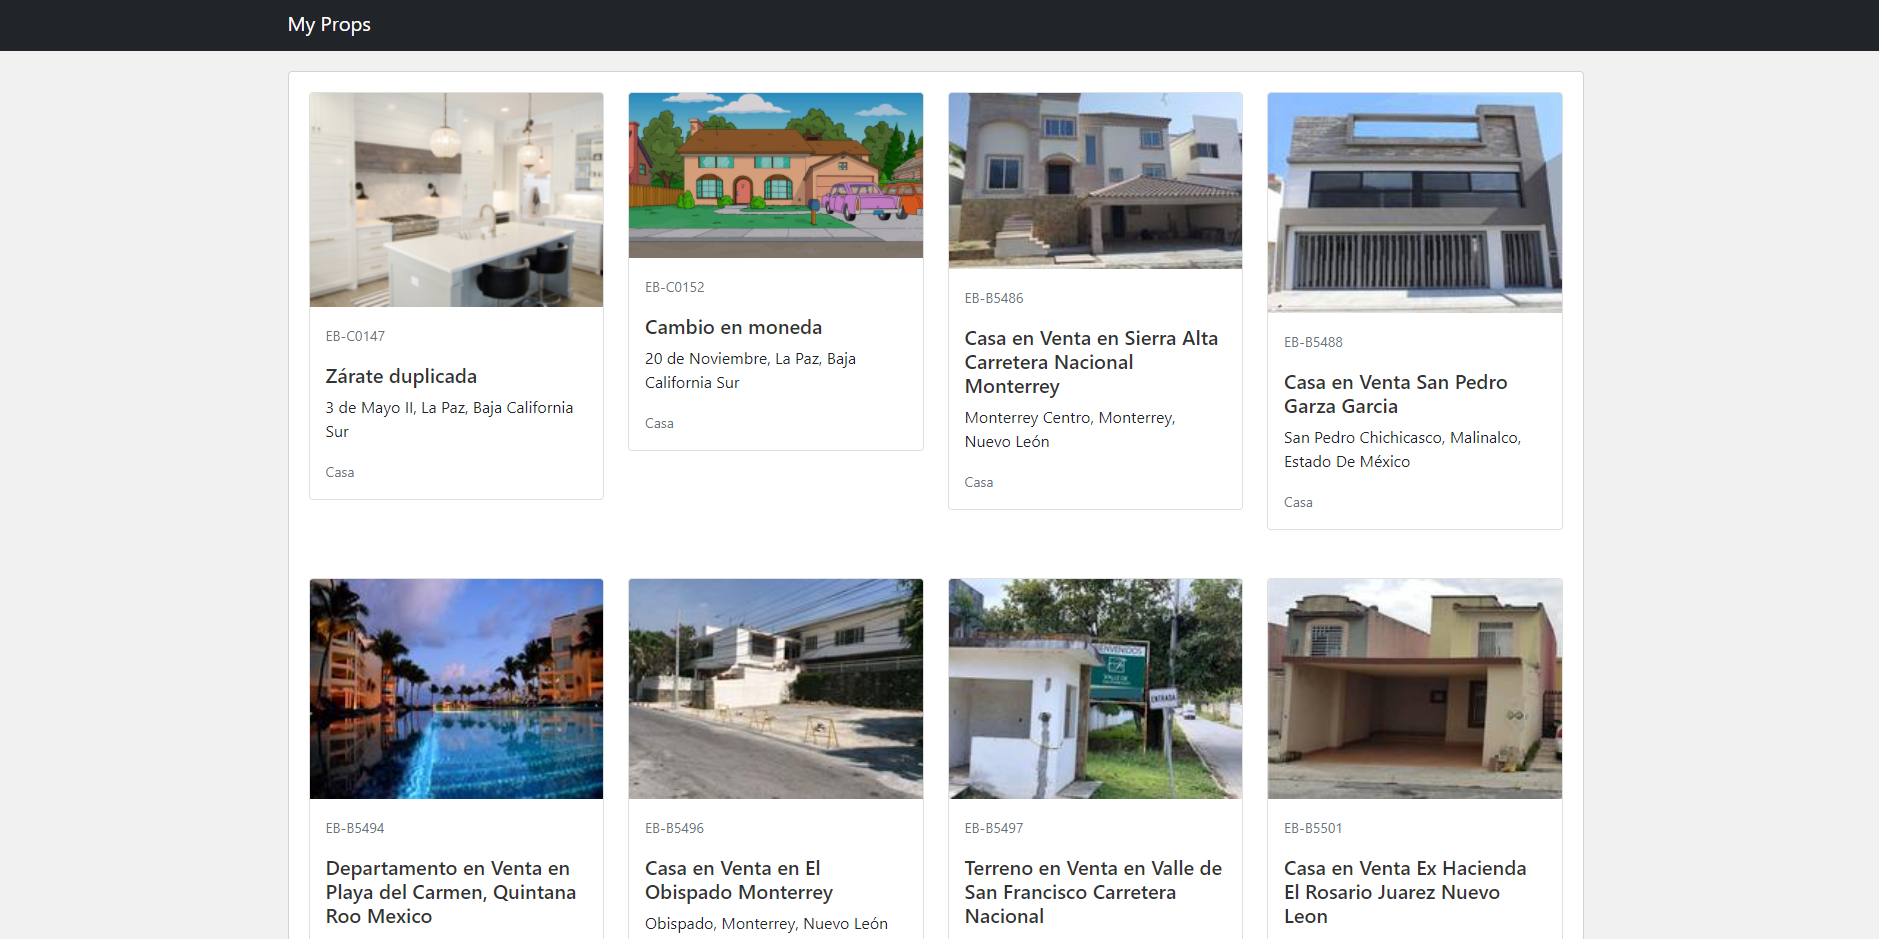 My Props
EB-C0147
Zárate duplicada
3 de Mayo II, La Paz, Baja California
Sur
Casa
EB-C0152
Cambio en moneda
20 de Noviembre, La Paz, Baja
California Sur
Casa
EB-B5486
Casa en Venta en Sierra Alta
Carretera Nacional
Monterrey
Monterrey Centro, Monterrey,
Nuevo León
Casa
EB-B5488
Casa en Venta San Pedro
Garza Garcia
San Pedro Chichicasco, Malinalco,
Estado De México
Casa
EB-B5494
Departamento en Venta en
Playa del Carmen, Quintana
Roo Mexico
EB-B5496
Casa en Venta en El
Obispado Monterrey
Obispado, Monterrey, Nuevo León
BIENVENIDOS
VALLE DE
ENTRADA
EB-B5497
Terreno en Venta en Valle de
San Francisco Carretera
Nacional
EB-B5501
Casa en Venta Ex Hacienda
El Rosario Juarez Nuevo
Leon